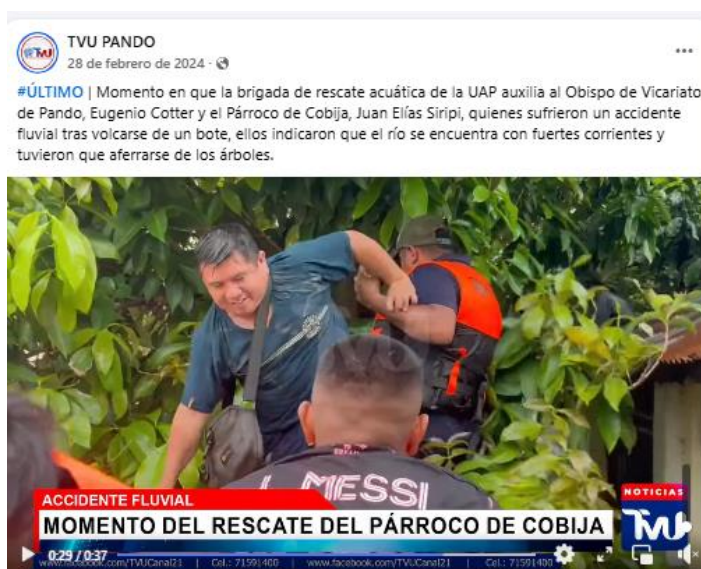 TVU PANDO
28 de febrero de 2024 ·
#ÚLTIMO | Momento en que la brigada de rescate acuática de la UAP auxilia al Obispo de Vicariato
de Pando, Eugenio Cotter y el Párroco de Cobija, Juan Elías Siripi, quienes sufrieron un accidente
fluvial tras volcarse de un bote, ellos indicaron que el río se encuentra con fuertes corrientes y
tuvieron que aferrarse de los árboles.
TVU
L. MESSI
ACCIDENTE FLUVIAL
NOTICIAS
MOMENTO DEL RESCATE DEL PÁRROCO DE COBIJA
TVU
0:29 / 0:37
www.facebook.com/TVUCanal21 | Cel.: 71591400 | www.facebook.com/TVUCanal21 | Cel.: 71591400